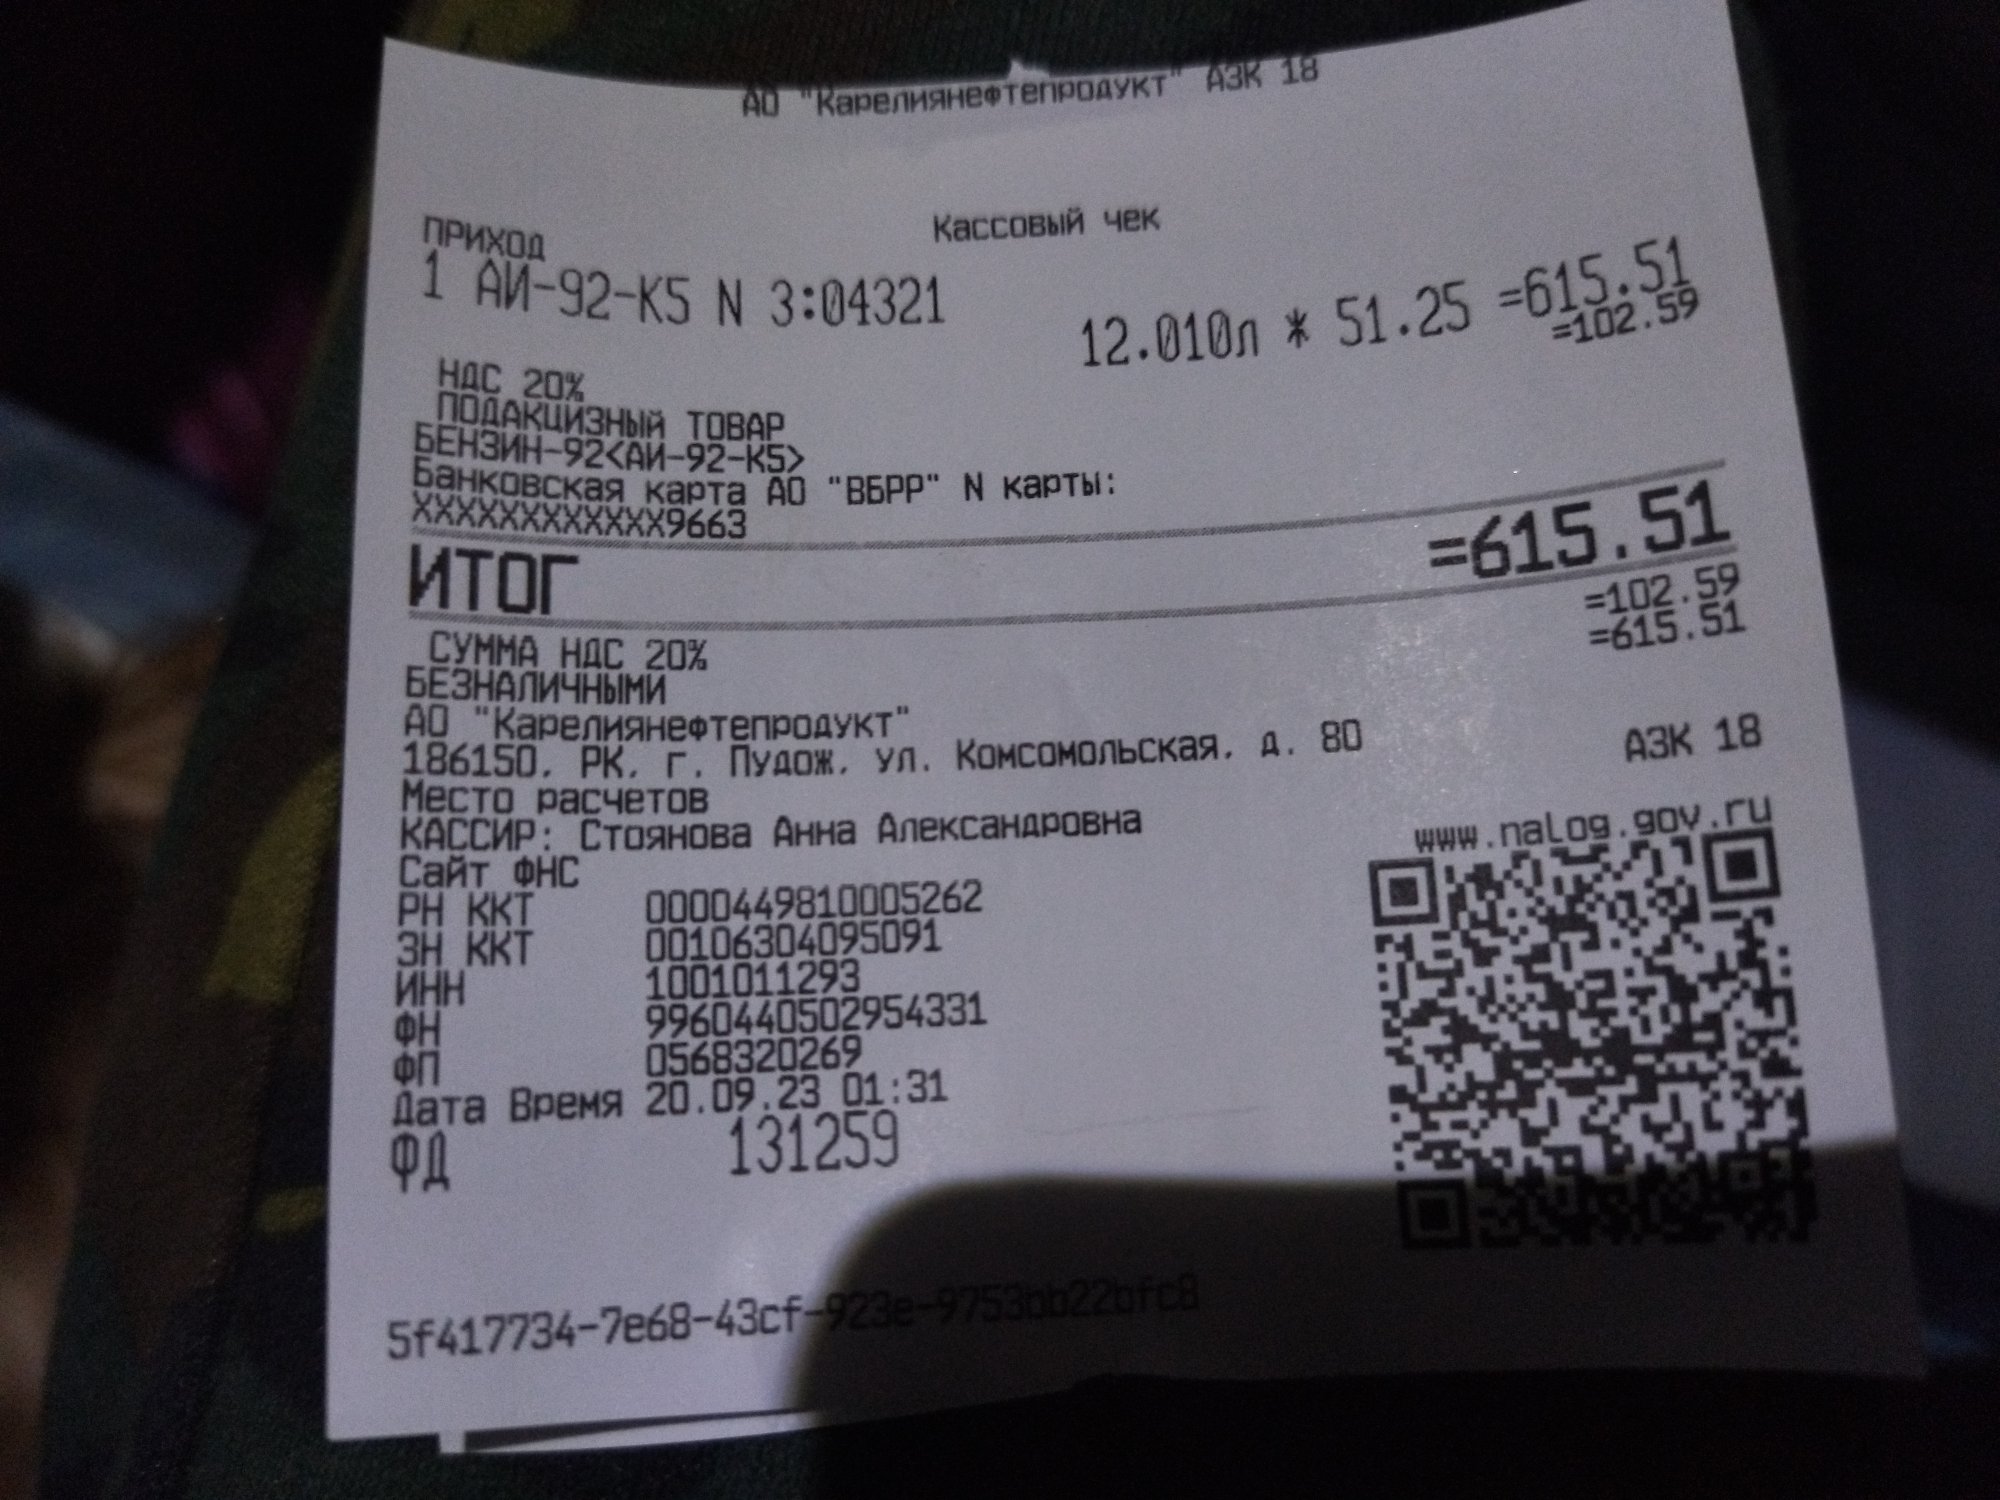 АО "Карелиянефтепродукт" АЗК 18
Кассовый чек
ПРИХОД
1 АИ-92-К5 N 3:04321
12.010л * 51.25 =615.51
НДС 20% =102.59
ПОДАКЦИЗНЫЙ ТОВАР
БЕНЗИН-92<АИ-92-К5>
Банковская карта АО "ВБРР" N карты:
XXXXXXXXXXXX9663
ИТОГ =615.51
СУММА НДС 20% =102.59
БЕЗНАЛИЧНЫМИ =615.51
АО "Карелиянефтепродукт"
186150, РК, г. Пудож, ул. Комсомольская, д. 80
Место расчетов АЗК 18
КАССИР: Стоянова Анна Александровна
Сайт ФНС www.nalog.gov.ru
РН ККТ 0000449810005262
ЗН ККТ 00106304095091
ИНН 1001011293
ФН 9960440502954331
ФП 0568320269
Дата Время 20.09.23 01:31
ФД 131259
5f417734-7e68-43cf-923e-9753bb22bfc8